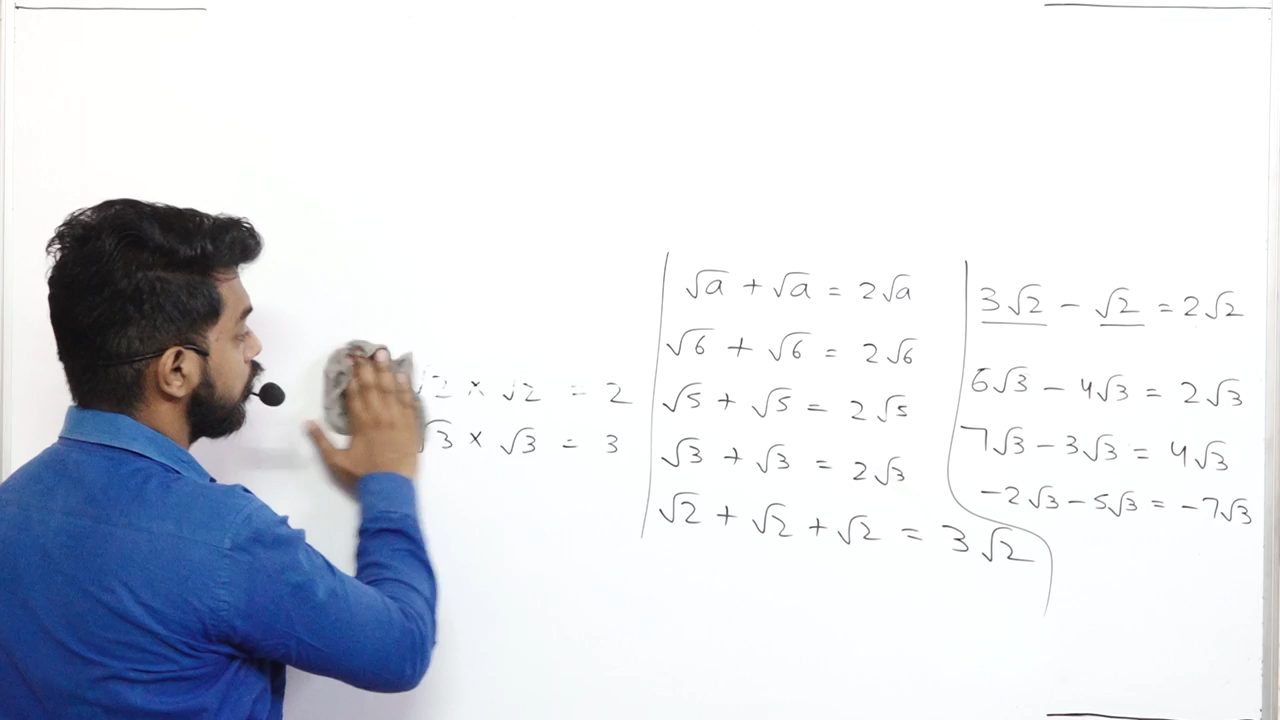 √2 × √2 = 2
√3 × √3 = 3
√a + √a = 2√a
√6 + √6 = 2√6
√5 + √5 = 2√5
√3 + √3 = 2√3
√2 + √2 + √2 = 3√2
3√2 - √2 = 2√2
6√3 - 4√3 = 2√3
7√3 - 3√3 = 4√3
-2√3 - 5√3 = -7√3